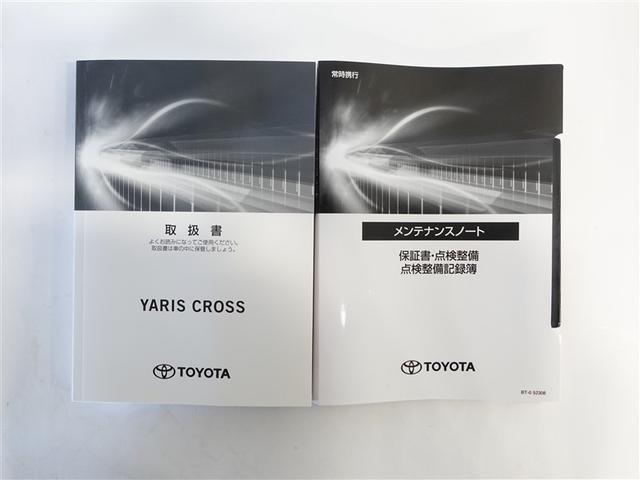 取扱書
よくお読みになってご使用ください。
取扱書は車の中に保管しましょう。
YARIS CROSS
TOYOTA
常時携行
メンテナンスノート
保証書・点検整備
点検整備記録簿
TOYOTA
BT-0 S2308